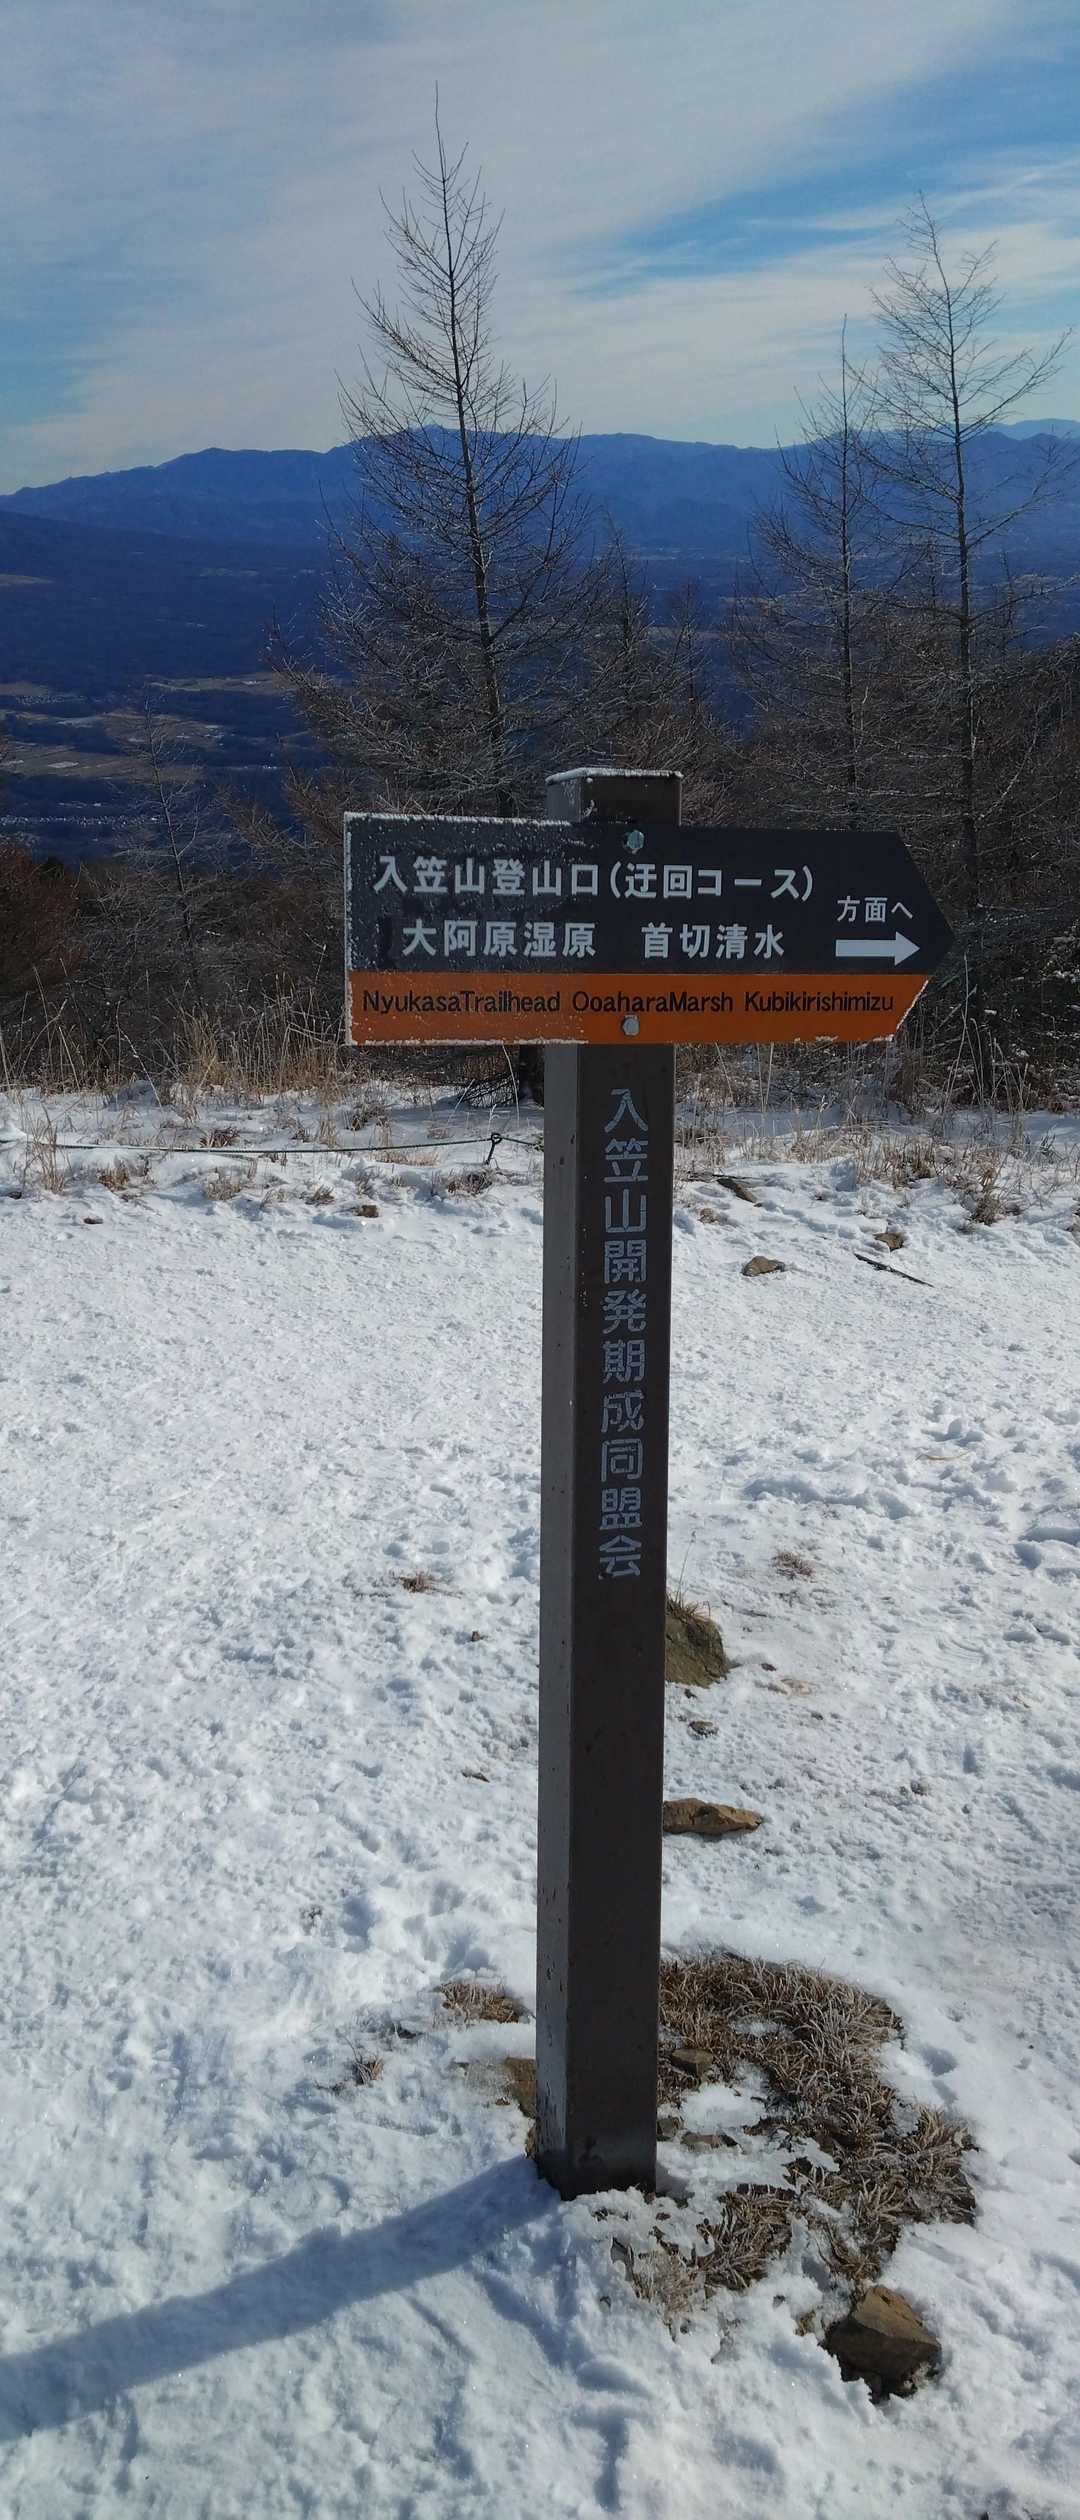 入笠山登山口(迂回コース)
大阿原湿原 首切清水
方面へ
NyukasaTrailhead OoaharaMarsh Kubikirishimizu
入笠山開発期成同盟会